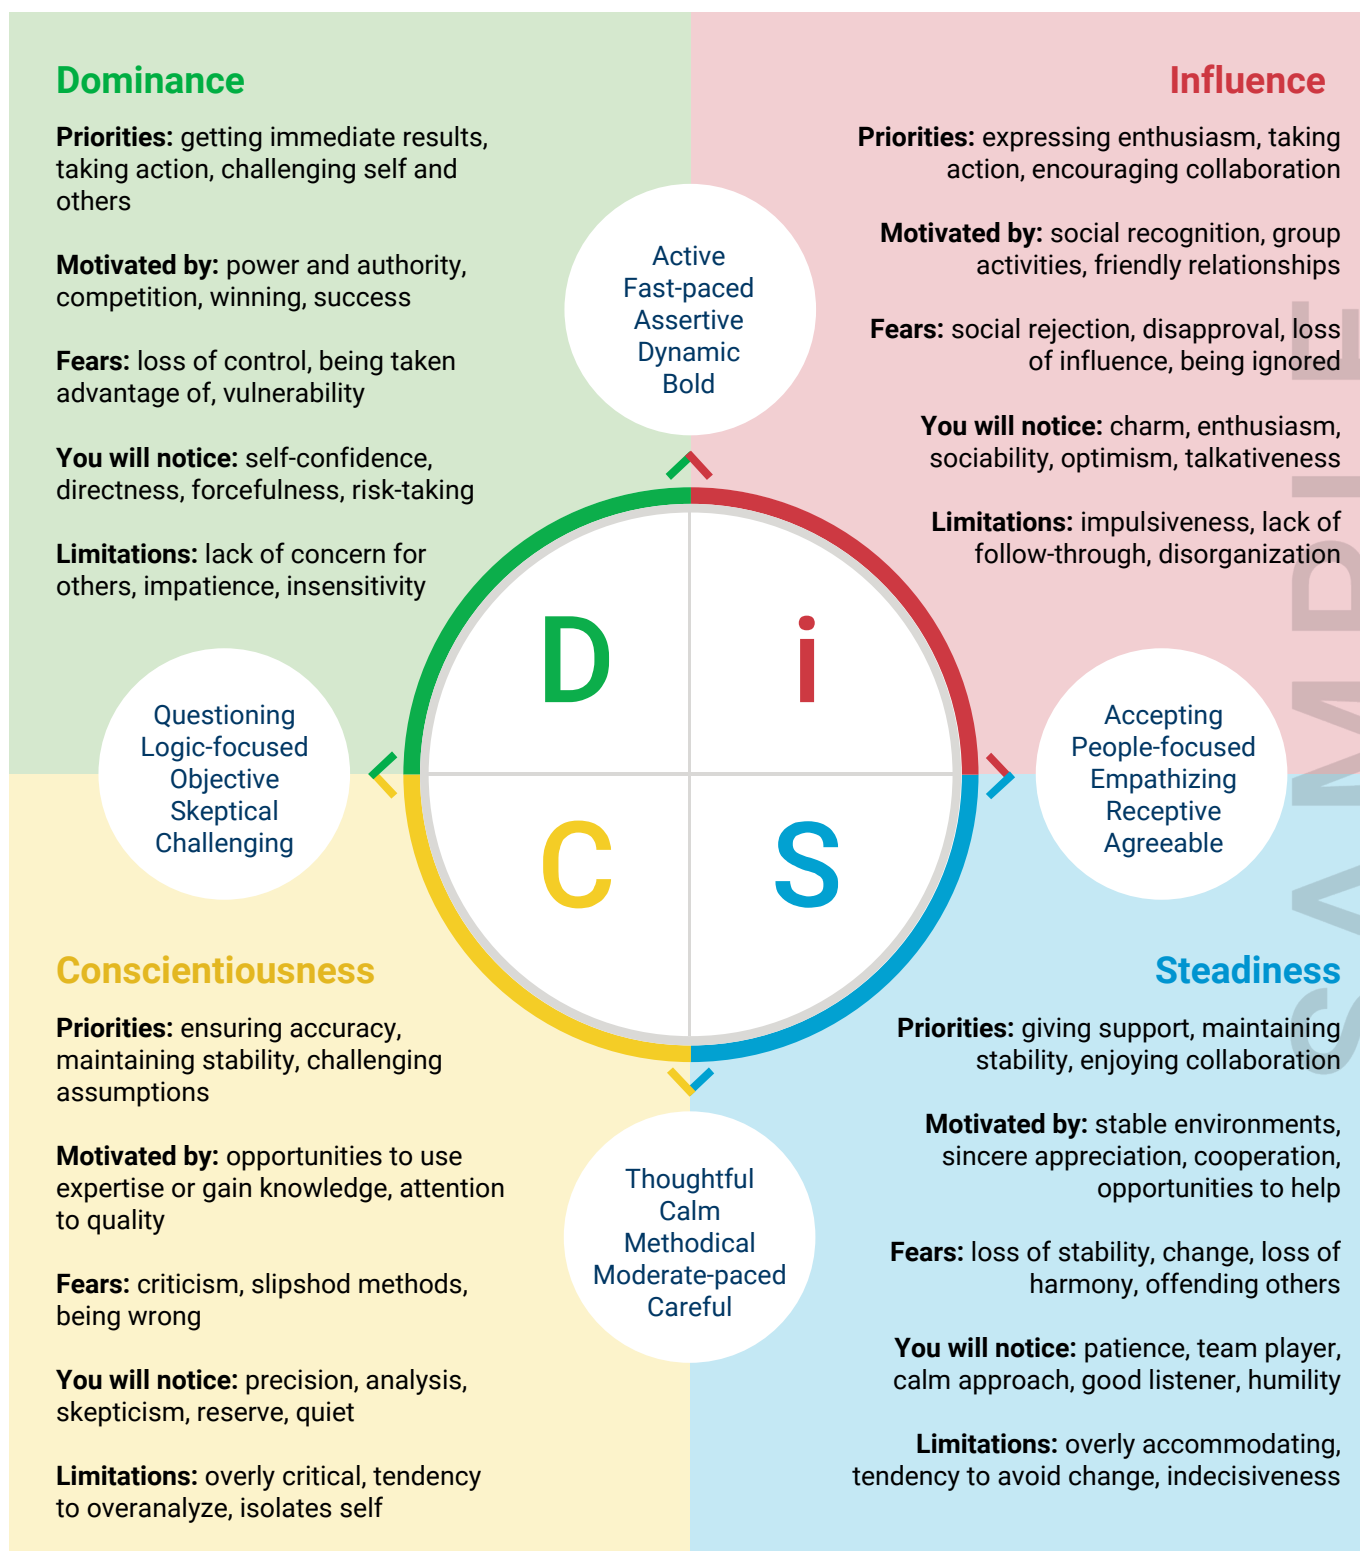 Dominance
Priorities: getting immediate results,
taking action, challenging self and
others
Motivated by: power and authority,
competition, winning, success
Fears: loss of control, being taken
advantage of, vulnerability
You will notice: self-confidence,
directness, forcefulness, risk-taking
Limitations: lack of concern for
others, impatience, insensitivity
Influence
Priorities: expressing enthusiasm, taking
action, encouraging collaboration
Motivated by: social recognition, group
activities, friendly relationships
Fears: social rejection, disapproval, loss
of influence, being ignored
You will notice: charm, enthusiasm,
sociability, optimism, talkativeness
Limitations: impulsiveness, lack of
follow-through, disorganization
Active
Fast-paced
Assertive
Dynamic
Bold
Questioning
Logic-focused
Objective
Skeptical
Challenging
D
i
C
S
Accepting
People-focused
Empathizing
Receptive
Agreeable
Conscientiousness
Priorities: ensuring accuracy,
maintaining stability, challenging
assumptions
Motivated by: opportunities to use
expertise or gain knowledge, attention
to quality
Fears: criticism, slipshod methods,
being wrong
You will notice: precision, analysis,
skepticism, reserve, quiet
Limitations: overly critical, tendency
to overanalyze, isolates self
Thoughtful
Calm
Methodical
Moderate-paced
Careful
Steadiness
Priorities: giving support, maintaining
stability, enjoying collaboration
Motivated by: stable environments,
sincere appreciation, cooperation,
opportunities to help
Fears: loss of stability, change, loss of
harmony, offending others
You will notice: patience, team player,
calm approach, good listener, humility
Limitations: overly accommodating,
tendency to avoid change, indecisiveness
SAMPLE